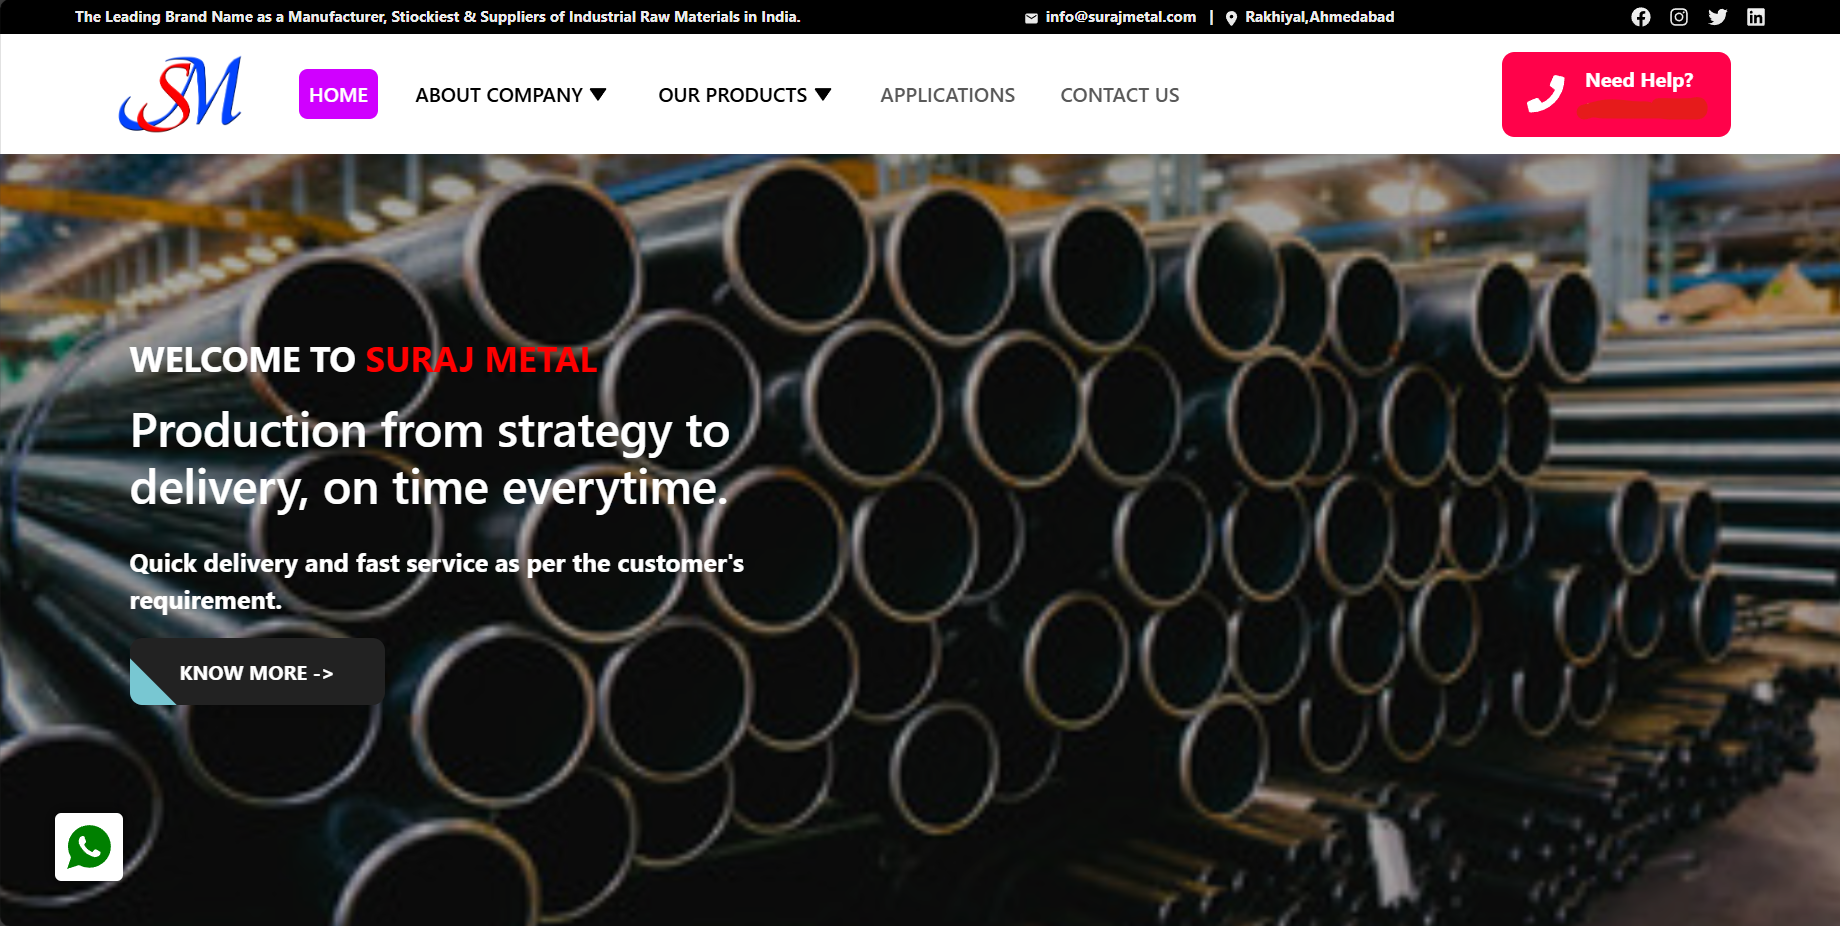 The Leading Brand Name as a Manufacturer, Stiockiest & Suppliers of Industrial Raw Materials in India.
info@surajmetal.com | Rakhiyal,Ahmedabad
SM
HOME
ABOUT COMPANY
OUR PRODUCTS
APPLICATIONS
CONTACT US
Need Help?
WELCOME TO SURAJ METAL
Production from strategy to
delivery, on time everytime.
Quick delivery and fast service as per the customer's
requirement.
KNOW MORE ->